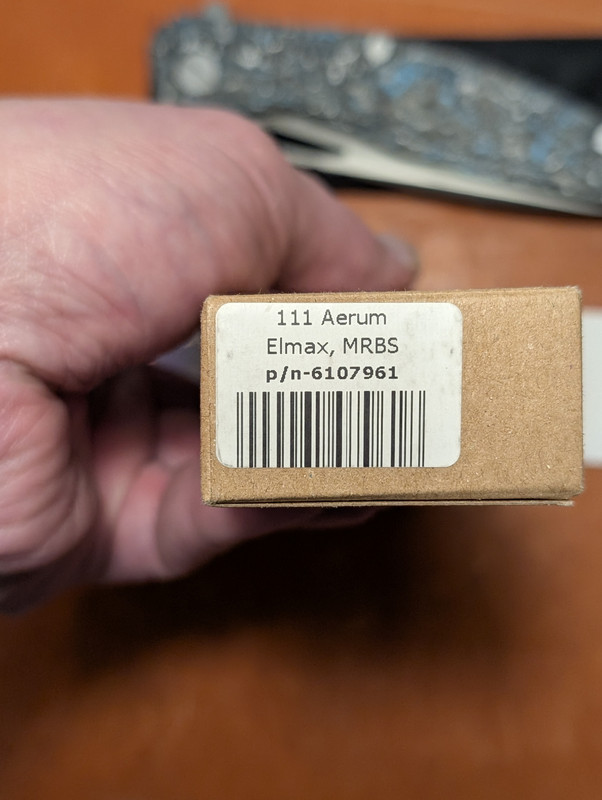 111 Aerum
Elmax, MRBS
p/n-6107961